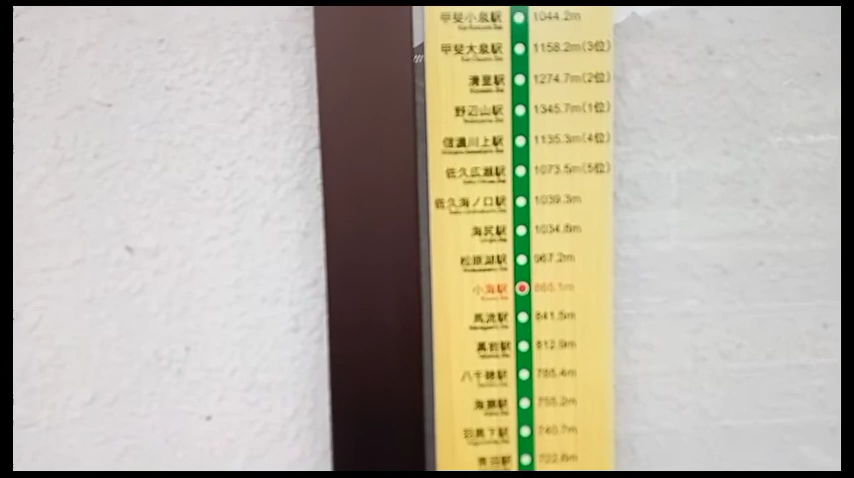 甲斐小泉駅 1044.2m
甲斐大泉駅 1158.2m(3位)
清里駅 1274.7m(2位)
野辺山駅 1345.7m(1位)
信濃川上駅 1135.3m(4位)
佐久広瀬駅 1073.5m(5位)
佐久海ノ口駅 1039.3m
海尻駅 1034.8m
松原湖駅 967.2m
小海駅 865.1m
馬流駅 841.5m
高岩駅 812.9m
八千穂駅 785.4m
海瀬駅 755.2m
羽黒下駅 740.7m
青沼駅 722.6m